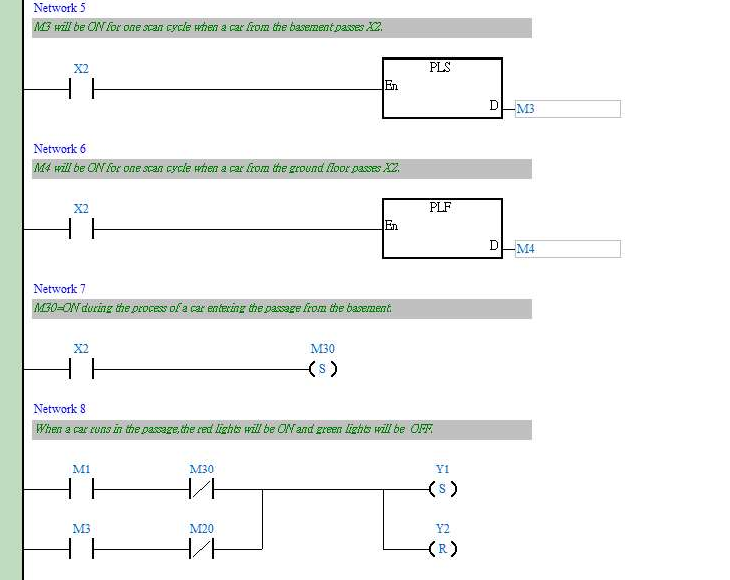 Network 5
M3 will be ON for one scan cycle when a car from the basement passes X2.
X2
PLS
En
D
M3
Network 6
M4 will be ON for one scan cycle when a car from the ground floor passes X2.
X2
PLF
En
D
M4
Network 7
M30=ON during the process of a car entering the passage from the basement.
X2
M30
( S )
Network 8
When a car runs in the passage,the red lights will be ON and green lights will be OFF.
M1
M30
Y1
( S )
M3
M20
Y2
( R )